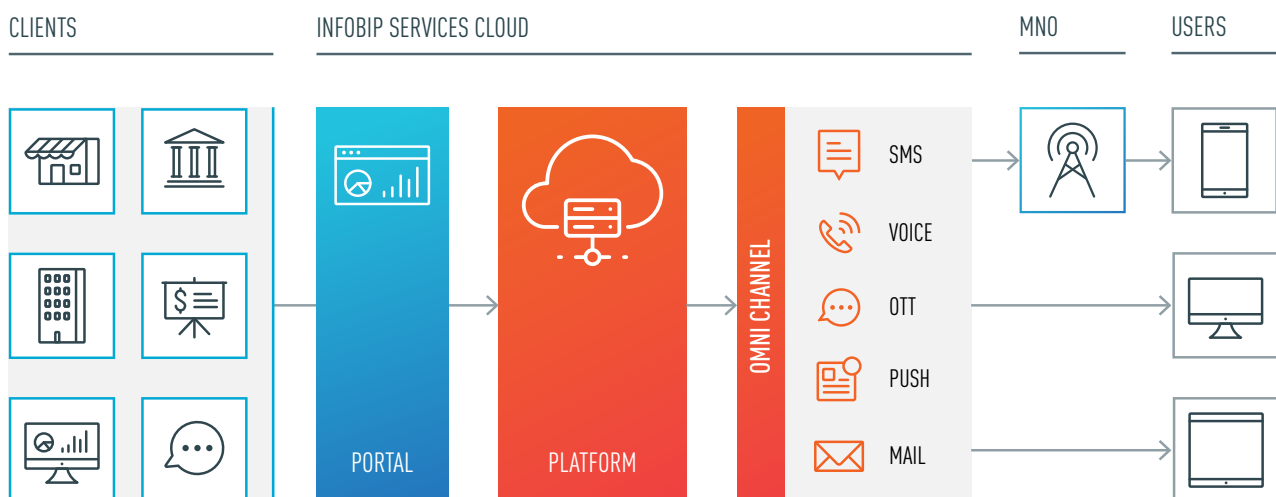 CLIENTS
INFOBIP SERVICES CLOUD
MNO
USERS
$
PORTAL
PLATFORM
OMNI CHANNEL
SMS
VOICE
OTT
PUSH
MAIL